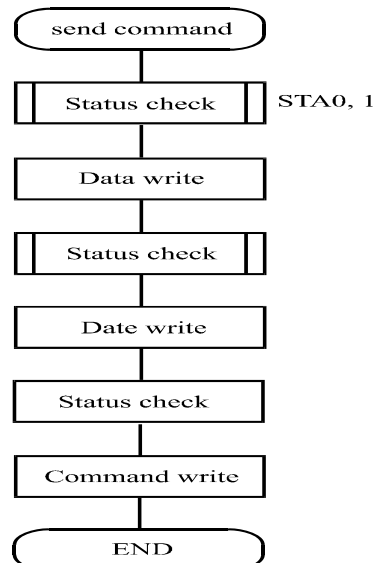 send command
Status check STA0, 1
Data write
Status check
Date write
Status check
Command write
END